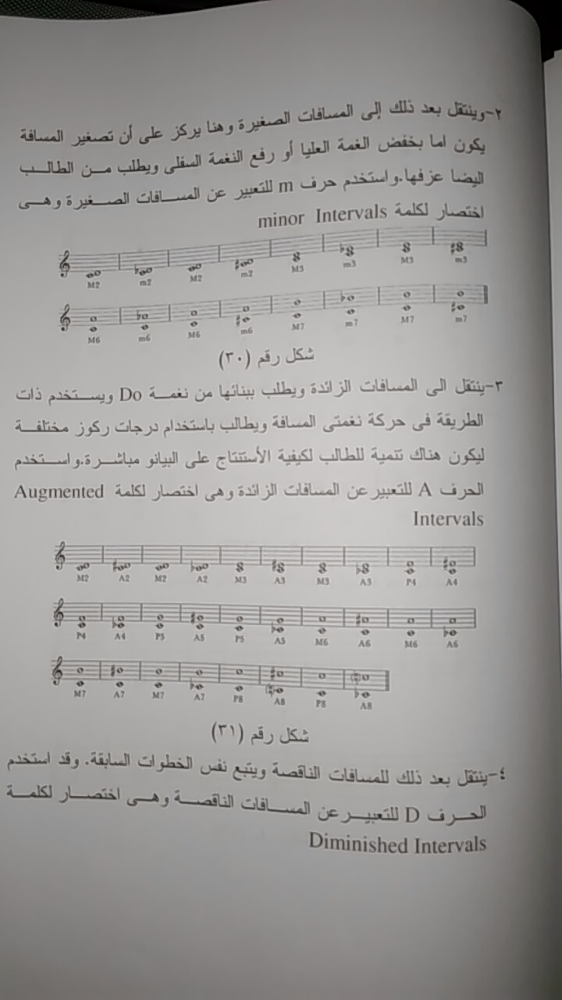 ٢-وينتقل بعد ذلك إلى المسافات الصغيرة وهنا يركز على أن تصغير المسافة
يكون اما بخفض الغمة العليا أو رفع النغمة السفلى ويطلب من الطالب
اليضا عزفها.واستخدم حرف m للتعبير عن المسافات الصغيرة وهى
اختصار لكلمة minor Intervals
M2 m2 M2 m2 M3 m3 M3 m3
M6 m6 M6 m6 M7 m7 M7 m7
شكل رقم (٣٠)
٣-ينتقل الى المسافات الزائدة ويطلب ببنائها من نغمة Do ويستخدم ذات
الطريقة فى حركة نغمتى المسافة ويطالب باستخدام درجات ركوز مختلفة
ليكون هناك تنمية للطالب لكيفية الأستنتاج على البيانو مباشرة.واستخدم
الحرف A للتعبير عن المسافات الزائدة وهى اختصار لكلمة Augmented
Intervals
M2 A2 M2 A2 M3 A3 M3 A3 P4 A4
P4 A4 P5 A5 P5 A5 M6 A6 M6 A6
M7 A7 M7 A7 P8 A8 P8 A8
شكل رقم (٣١)
٤-ينتقل بعد ذلك للمسافات الناقصة ويتبع نفس الخطوات السابقة. وقد استخدم
الحرف D للتعبير عن المسافات الناقصة وهى اختصار لكلمة
Diminished Intervals